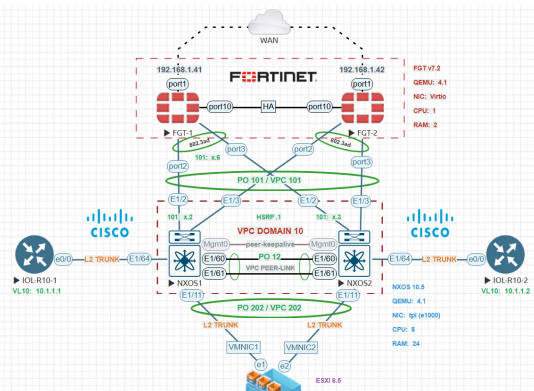 WAN
192.168.1.41
192.168.1.42
FORTINET
FGT v7.2
QEMU: 4.1
NIC: Virtio
CPU: 1
RAM: 2
port1
port1
port10
HA
port10
FGT-1
FGT-2
802.3ad
802.3ad
101: x.6
port3
port2
port2
port3
PO 101 / VPC 101
E1/2
E1/3
E1/2
E1/3
101: x.2
HSRP .1
101: x.3
CISCO
CISCO
VPC DOMAIN 10
Mgmt0
peer-keepalive
Mgmt0
e0/0
L2 TRUNK
E1/64
E1/60
PO 12
E1/60
E1/64
L2 TRUNK
e0/0
E1/61
VPC PEER-LINK
E1/61
IOL-R10-1
VL10: 10.1.1.1
NXOS1
NXOS2
IOL-R10-2
VL10: 10.1.1.2
NXOS 10.5
QEMU: 4.1
NIC: tpl (e1000)
CPU: 8
RAM: 24
E1/11
E1/11
PO 202 / VPC 202
L2 TRUNK
L2 TRUNK
VMNIC1
VMNIC2
e1
e2
ESXI 6.5